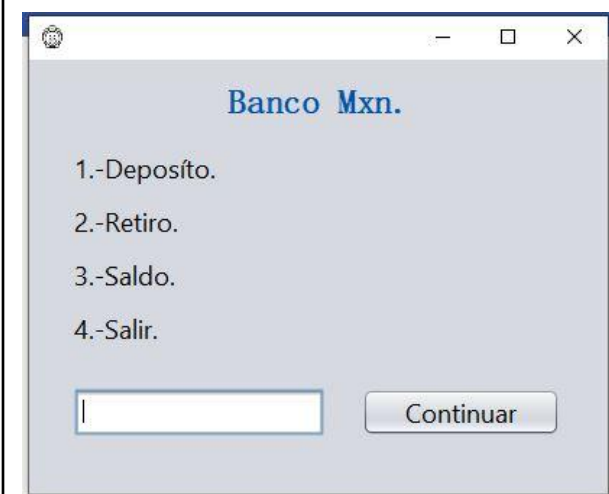 Banco Mxn.
1.-Deposíto.
2.-Retiro.
3.-Saldo.
4.-Salir.
Continuar